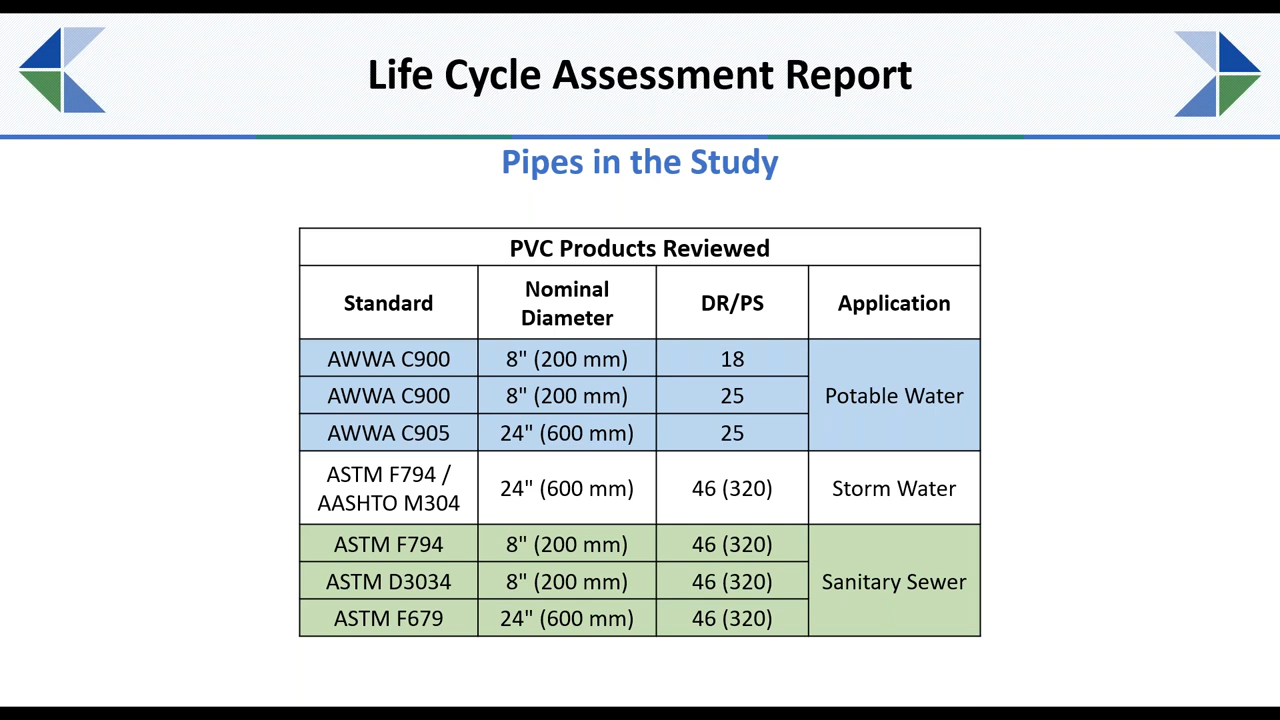 Life Cycle Assessment Report
Pipes in the Study
PVC Products Reviewed
Standard
Nominal
Diameter
DR/PS
Application
AWWA C900
8" (200 mm)
18
AWWA C900
8" (200 mm)
25
Potable Water
AWWA C905
24" (600 mm)
25
ASTM F794 /
AASHTO M304
24" (600 mm)
46 (320)
Storm Water
ASTM F794
8" (200 mm)
46 (320)
ASTM D3034
8" (200 mm)
46 (320)
Sanitary Sewer
ASTM F679
24" (600 mm)
46 (320)